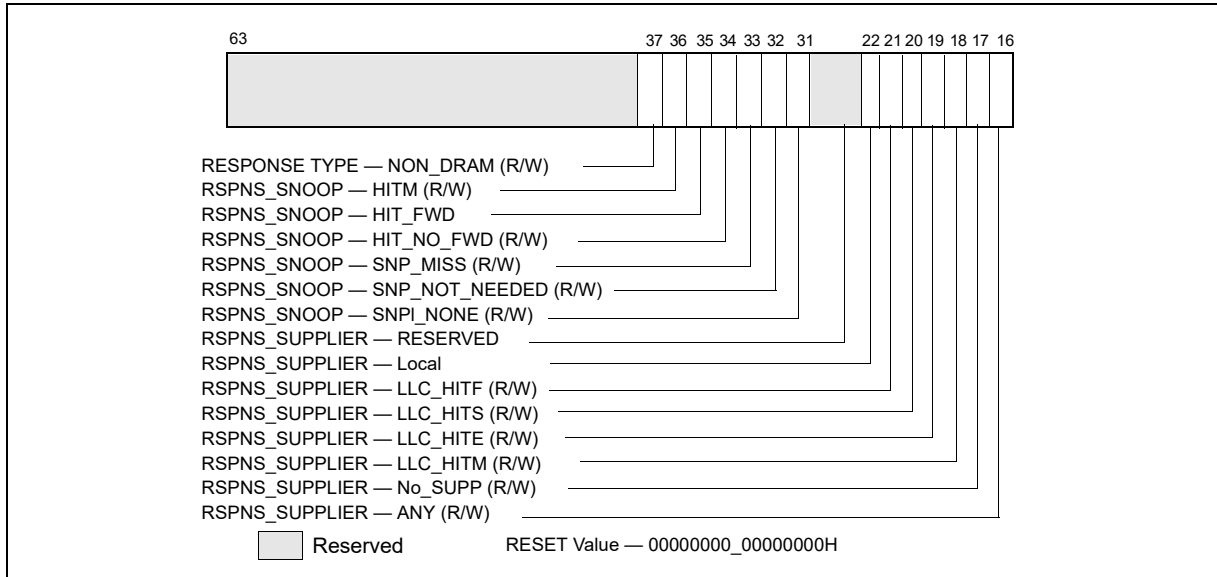 63 37 36 35 34 33 32 31 22 21 20 19 18 17 16
RESPONSE TYPE — NON_DRAM (R/W)
RSPNS_SNOOP — HITM (R/W)
RSPNS_SNOOP — HIT_FWD
RSPNS_SNOOP — HIT_NO_FWD (R/W)
RSPNS_SNOOP — SNP_MISS (R/W)
RSPNS_SNOOP — SNP_NOT_NEEDED (R/W)
RSPNS_SNOOP — SNPI_NONE (R/W)
RSPNS_SUPPLIER — RESERVED
RSPNS_SUPPLIER — Local
RSPNS_SUPPLIER — LLC_HITF (R/W)
RSPNS_SUPPLIER — LLC_HITS (R/W)
RSPNS_SUPPLIER — LLC_HITE (R/W)
RSPNS_SUPPLIER — LLC_HITM (R/W)
RSPNS_SUPPLIER — No_SUPP (R/W)
RSPNS_SUPPLIER — ANY (R/W)
Reserved RESET Value — 00000000_00000000H